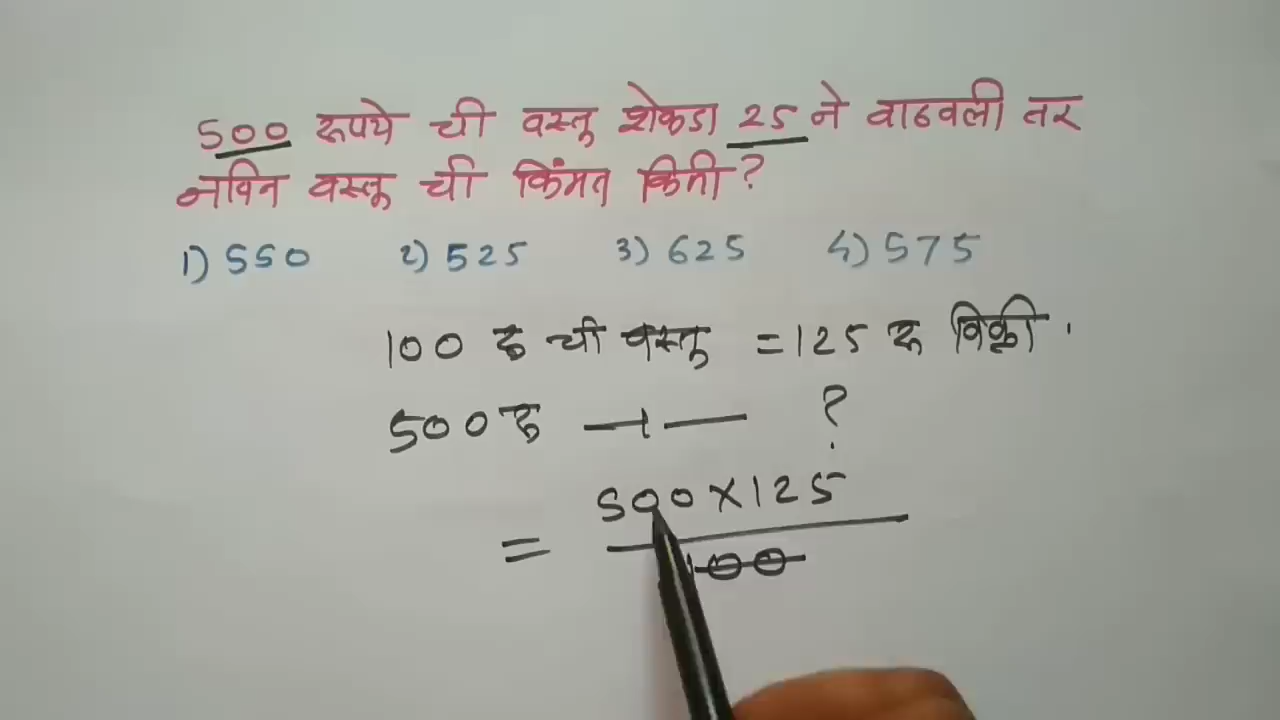 500 रुपये ची वस्तू शेकडा 25 ने वाढवली तर
नविन वस्तू ची किंमत किती?
1) 550 2) 525 3) 625 4) 575
100 रु ची वस्तू = 125 रु विक्री.
500 रु —।— ?
= 500 × 125
100